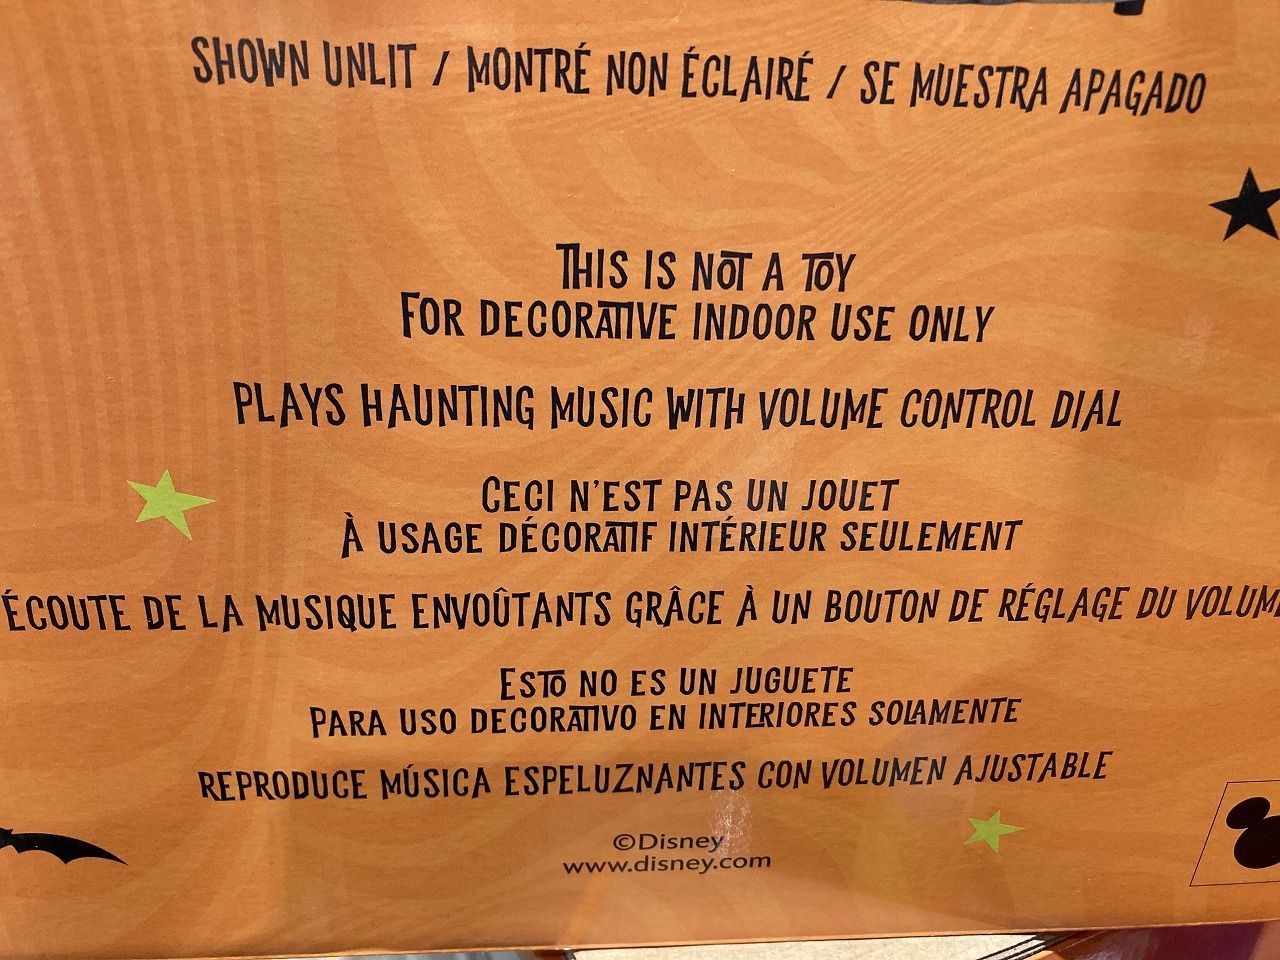 SHOWN UNLIT / MONTRÉ NON ÉCLAIRÉ / SE MUESTRA APAGADO
THIS IS NOT A TOY
FOR DECORATIVE INDOOR USE ONLY
PLAYS HAUNTING MUSIC WITH VOLUME CONTROL DIAL
CECI N'EST PAS UN JOUET
À USAGE DÉCORATIF INTÉRIEUR SEULEMENT
ÉCOUTE DE LA MUSIQUE ENVOÛTANTS GRÂCE À UN BOUTON DE RÉGLAGE DU VOLUM
ESTO NO ES UN JUGUETE
PARA USO DECORATIVO EN INTERIORES SOLAMENTE
REPRODUCE MÚSICA ESPELUZNANTES CON VOLUMEN AJUSTABLE
©Disney
www.disney.com